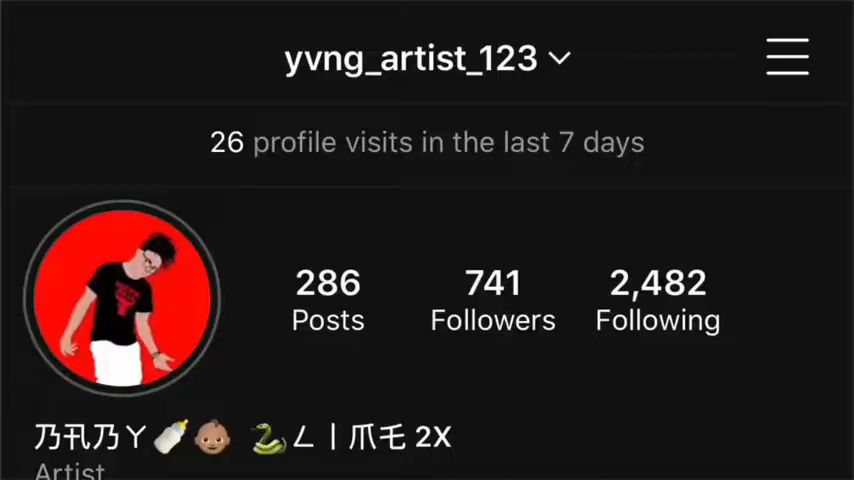 yvng_artist_123
26 profile visits in the last 7 days
286 741 2,482
Posts Followers Following
乃卂乃丫🍼👶🏽 🐍ㄥ丨爪乇 2X
Artist